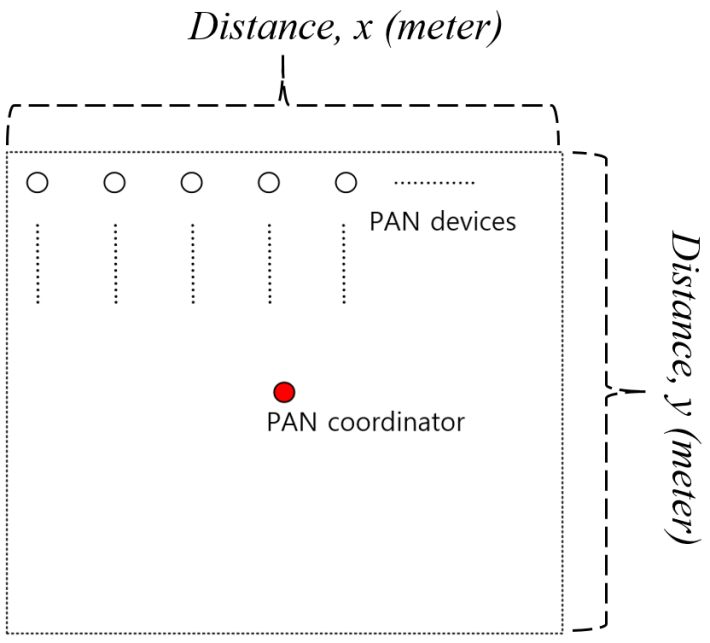 Distance, x (meter)
PAN devices
Distance, y (meter)
PAN coordinator